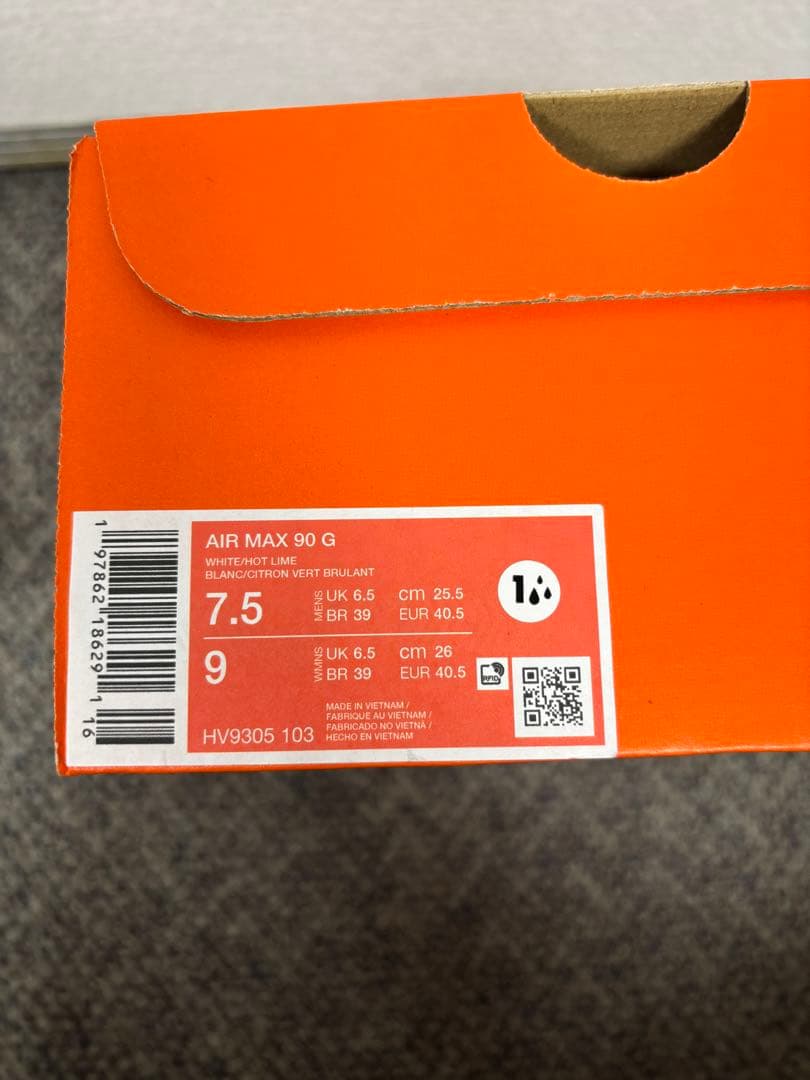 AIR MAX 90 G
WHITE/HOT LIME
BLANC/CITRON VERT BRULANT
7.5 MENS UK 6.5 cm 25.5
BR 39 EUR 40.5
9 WMNS UK 6.5 cm 26
BR 39 EUR 40.5
RFID
1
HV9305 103
MADE IN VIETNAM /
FABRIQUE AU VIETNAM /
FABRICADO NO VIETNÃ /
HECHO EN VIETNAM
1 97862 18629 1 16